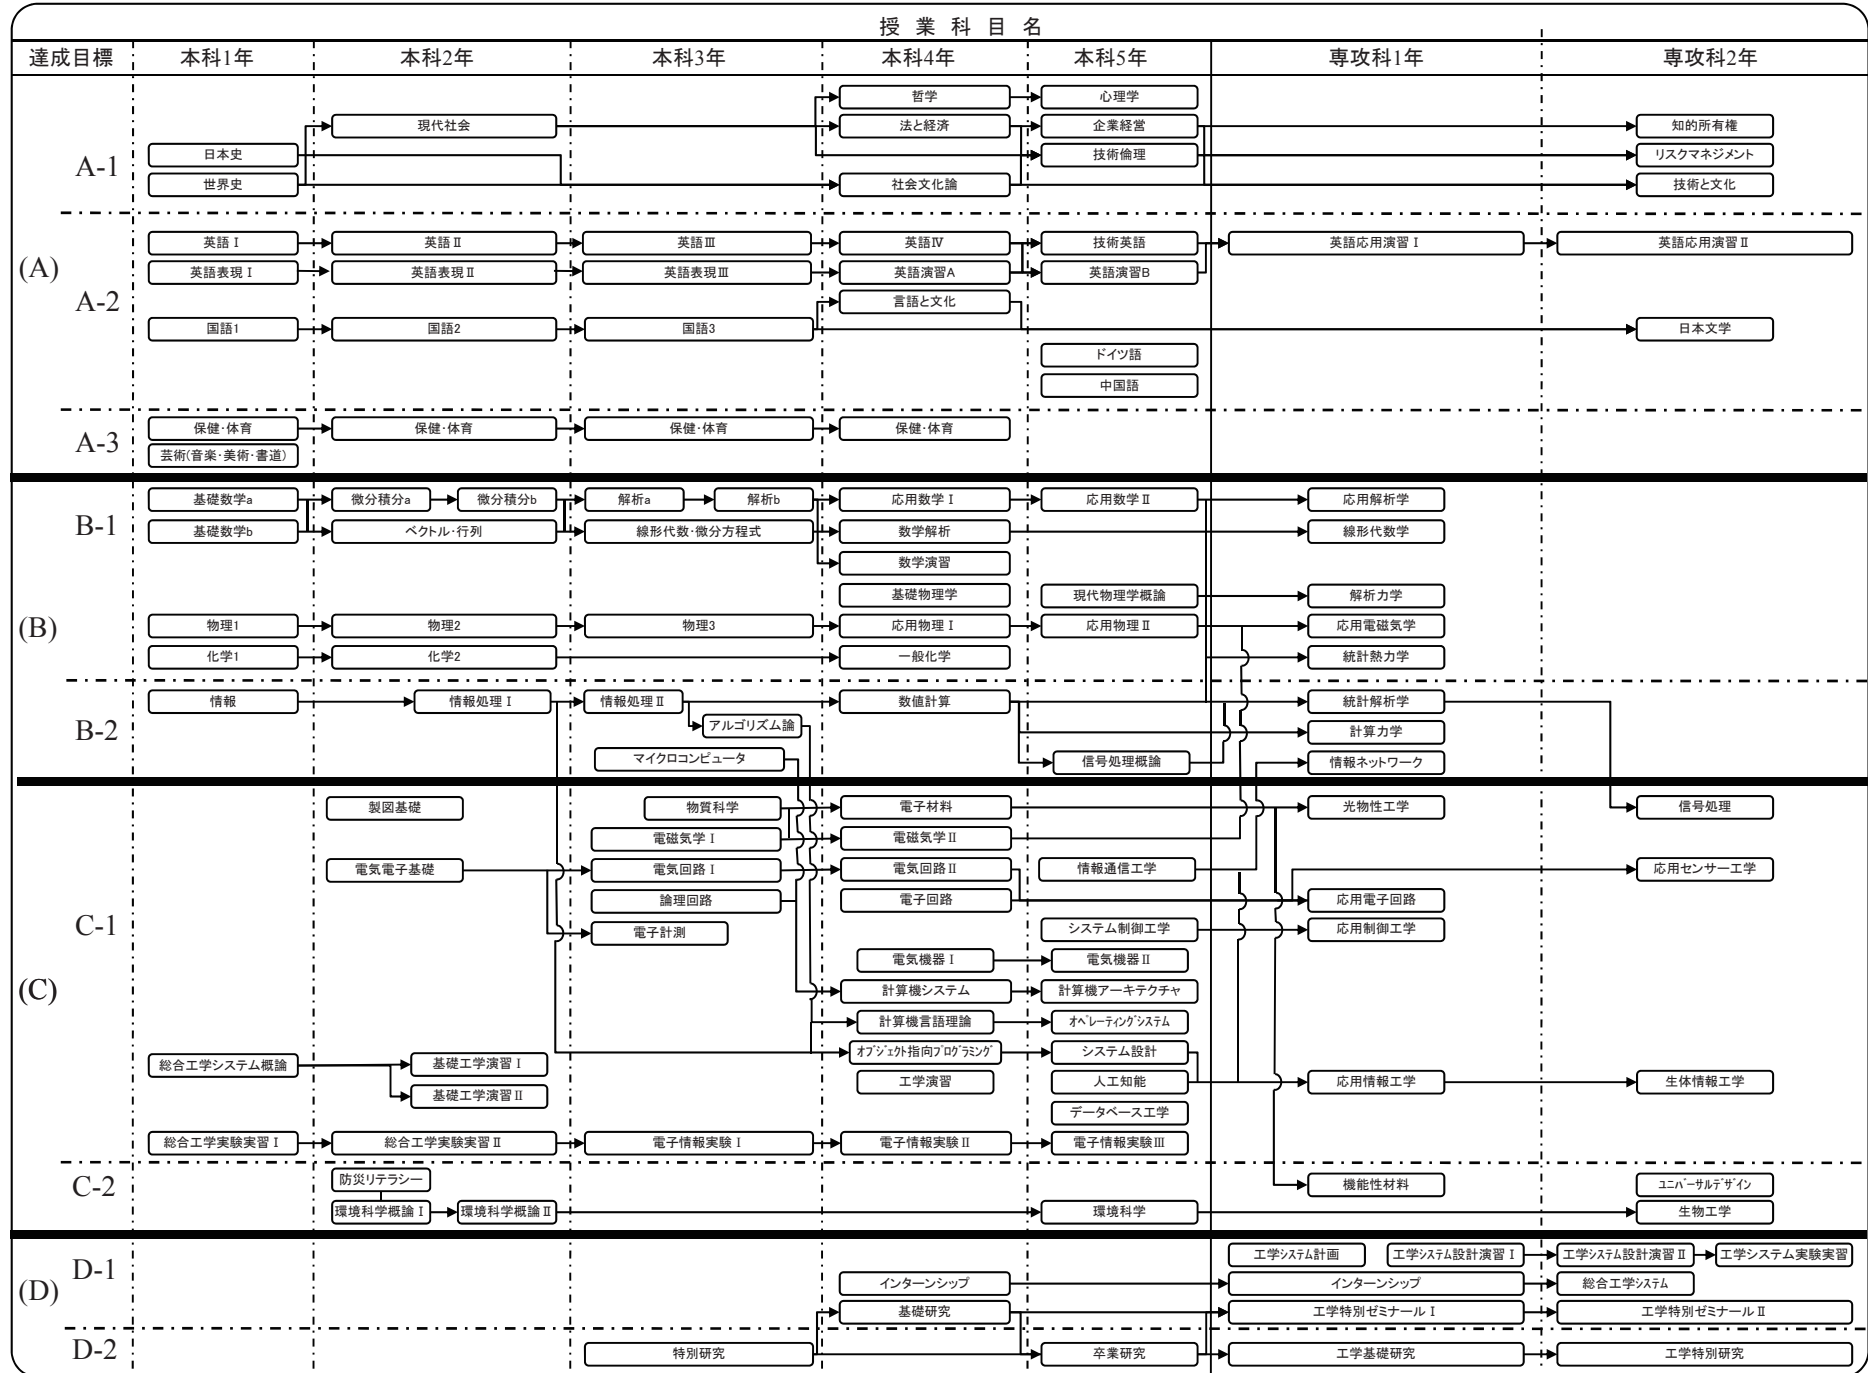 授業科目名
達成目標 本科1年 本科2年 本科3年 本科4年 本科5年 専攻科1年 専攻科2年
哲学 心理学
現代社会 法と経済 企業経営 知的所有権
A-1 日本史 技術倫理 リスクマネジメント
世界史 社会文化論 技術と文化
英語Ⅰ 英語Ⅱ 英語Ⅲ 英語Ⅳ 技術英語 英語応用演習Ⅰ 英語応用演習Ⅱ
(A) 英語表現Ⅰ 英語表現Ⅱ 英語表現Ⅲ 英語演習A 英語演習B
A-2 言語と文化
国語1 国語2 国語3 日本文学
ドイツ語
中国語
A-3 保健・体育 保健・体育 保健・体育 保健・体育
芸術(音楽・美術・書道)
基礎数学a 微分積分a 微分積分b 解析a 解析b 応用数学Ⅰ 応用数学Ⅱ 応用解析学
B-1 基礎数学b ベクトル・行列 線形代数・微分方程式 数学解析 線形代数学
数学演習
基礎物理学 現代物理学概論 解析力学
(B) 物理1 物理2 物理3 応用物理Ⅰ 応用物理Ⅱ 応用電磁気学
化学1 化学2 一般化学 統計熱力学
情報 情報処理Ⅰ 情報処理Ⅱ 数値計算 統計解析学
B-2 アルゴリズム論 計算力学
マイクロコンピュータ 信号処理概論 情報ネットワーク
製図基礎 物質科学 電子材料 光物性工学 信号処理
電磁気学Ⅰ 電磁気学Ⅱ
電気電子基礎 電気回路Ⅰ 電気回路Ⅱ 情報通信工学 応用センサー工学
論理回路 電子回路 応用電子回路
C-1 電子計測 システム制御工学 応用制御工学
電気機器Ⅰ 電気機器Ⅱ
(C) 計算機システム 計算機アーキテクチャ
計算機言語理論 オペレーティングシステム
総合工学システム概論 基礎工学演習Ⅰ オブジェクト指向プログラミング システム設計
基礎工学演習Ⅱ 工学演習 人工知能 応用情報工学 生体情報工学
データベース工学
総合工学実験実習Ⅰ 総合工学実験実習Ⅱ 電子情報実験Ⅰ 電子情報実験Ⅱ 電子情報実験Ⅲ
C-2 防災リテラシー 機能性材料 ユニバーサルデザイン
環境科学概論Ⅰ 環境科学概論Ⅱ 環境科学 生物工学
D-1 工学システム計画 工学システム設計演習Ⅰ 工学システム設計演習Ⅱ 工学システム実験実習
(D) インターンシップ インターンシップ 総合工学システム
基礎研究 工学特別ゼミナールⅠ 工学特別ゼミナールⅡ
D-2 特別研究 卒業研究 工学基礎研究 工学特別研究